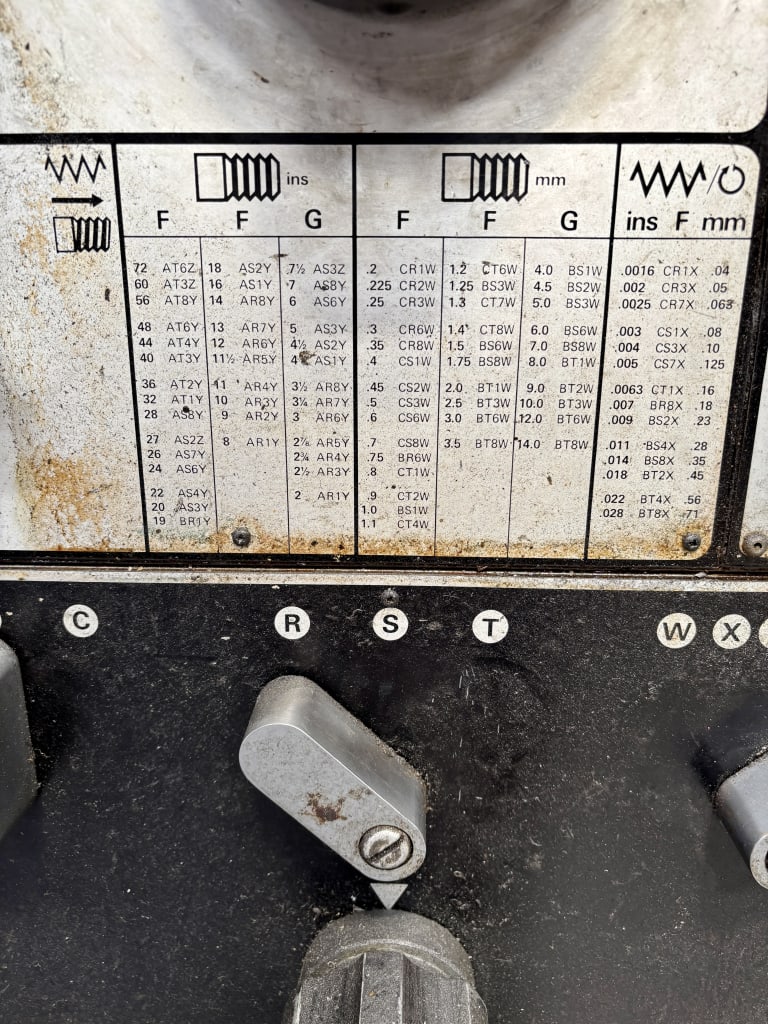 ins mm
F F G F F G ins F mm
72 AT6Z 18 AS2Y 7½ AS3Z .2 CR1W 1.2 CT6W 4.0 BS1W .0016 CR1X .04
60 AT3Z 16 AS1Y 7 AS8Y .225 CR2W 1.25 BS3W 4.5 BS2W .002 CR3X .05
56 AT8Y 14 AR8Y 6 AS6Y .25 CR3W 1.3 CT7W 5.0 BS3W .0025 CR7X .063
48 AT6Y 13 AR7Y 5 AS3Y .3 CR6W 1.4 CT8W 6.0 BS6W .003 CS1X .08
44 AT4Y 12 AR6Y 4½ AS2Y .35 CR8W 1.5 BS6W 7.0 BS8W .004 CS3X .10
40 AT3Y 11½ AR5Y 4 AS1Y .4 CS1W 1.75 BS8W 8.0 BT1W .005 CS7X .125
36 AT2Y 11 AR4Y 3½ AR8Y .45 CS2W 2.0 BT1W 9.0 BT2W .0063 CT1X .16
32 AT1Y 10 AR3Y 3¼ AR7Y .5 CS3W 2.5 BT3W 10.0 BT3W .007 BR8X .18
28 AS8Y 9 AR2Y 3 AR6Y .6 CS6W 3.0 BT6W 12.0 BT6W .009 BS2X .23
27 AS2Z 8 AR1Y 2⅞ AR5Y .7 CS8W 3.5 BT8W 14.0 BT8W .011 BS4X .28
26 AS7Y 2¾ AR4Y .75 BR6W .014 BS8X .35
24 AS6Y 2½ AR3Y .8 CT1W .018 BT2X .45
22 AS4Y 2 AR1Y .9 CT2W .022 BT4X .56
20 AS3Y 1.0 BS1W .028 BT8X .71
19 BR1Y 1.1 CT4W
C R S T W X